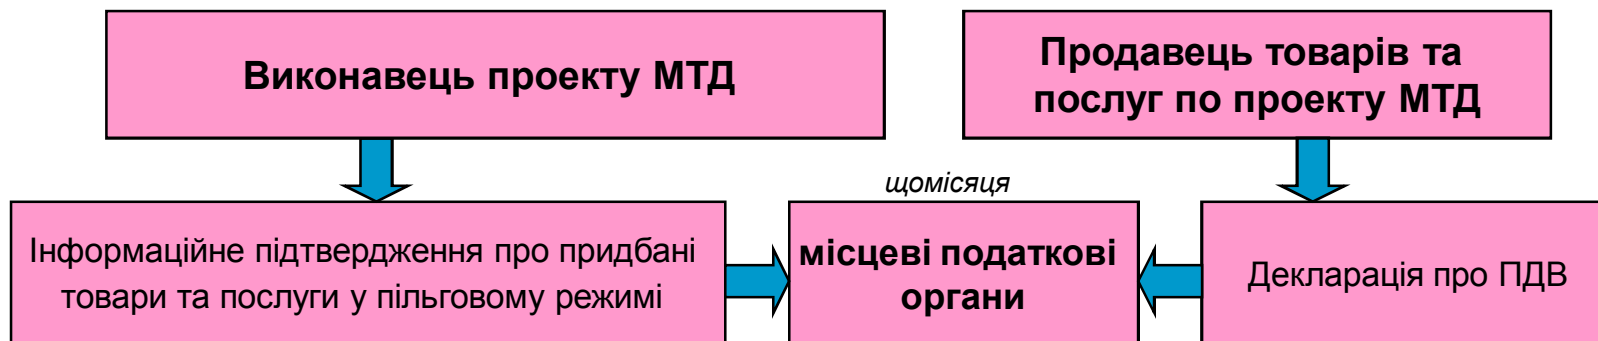 Виконавець проекту МТД
Продавець товарів та
послуг по проекту МТД
щомісяця
Інформаційне підтвердження про придбані
товари та послуги у пільговому режимі
місцеві податкові
органи
Декларація про ПДВ